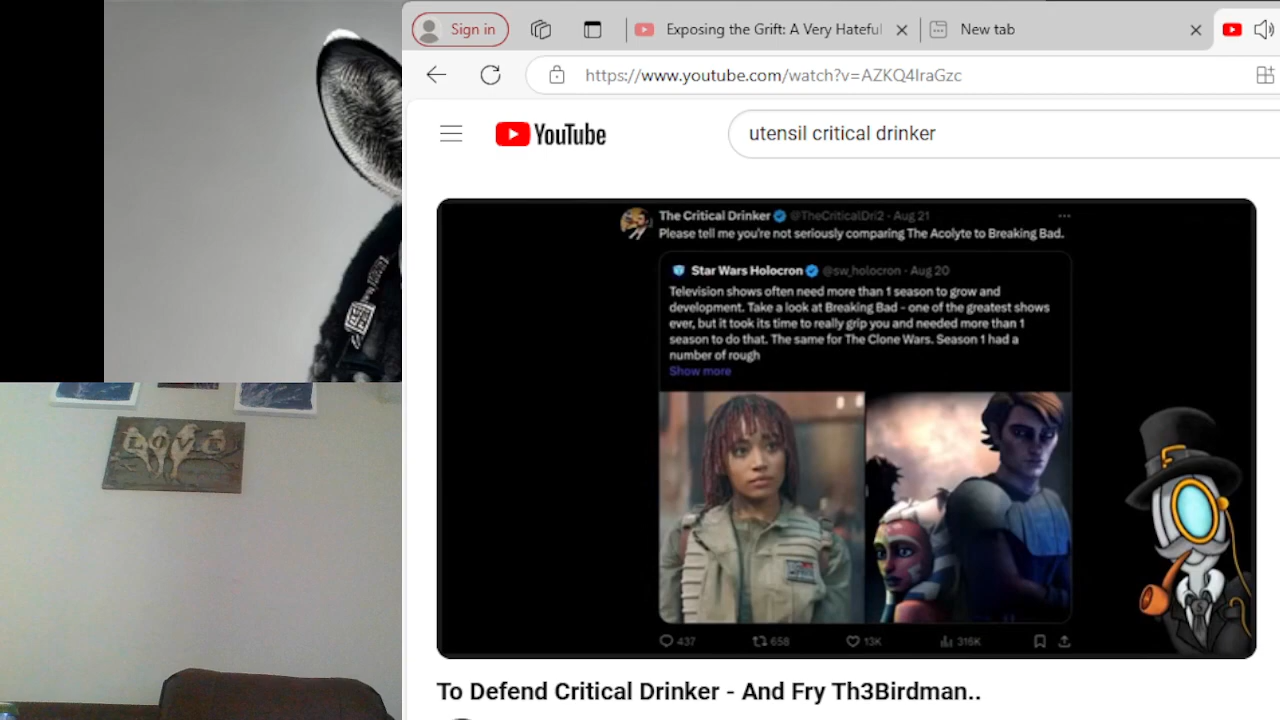 Sign in
Exposing the Grift: A Very Hateful
New tab
https://www.youtube.com/watch?v=AZKQ4lraGzc
YouTube
utensil critical drinker
The Critical Drinker @TheCriticalDri2 · Aug 21
Please tell me you're not seriously comparing The Acolyte to Breaking Bad.
Star Wars Holocron @sw_holocron · Aug 20
Television shows often need more than 1 season to grow and
development. Take a look at Breaking Bad – one of the greatest shows
ever, but it took its time to really grip you and needed more than 1
season to do that. The same for The Clone Wars. Season 1 had a
number of rough
Show more
437 658 13K 316K
LOVE
To Defend Critical Drinker - And Fry Th3Birdman..